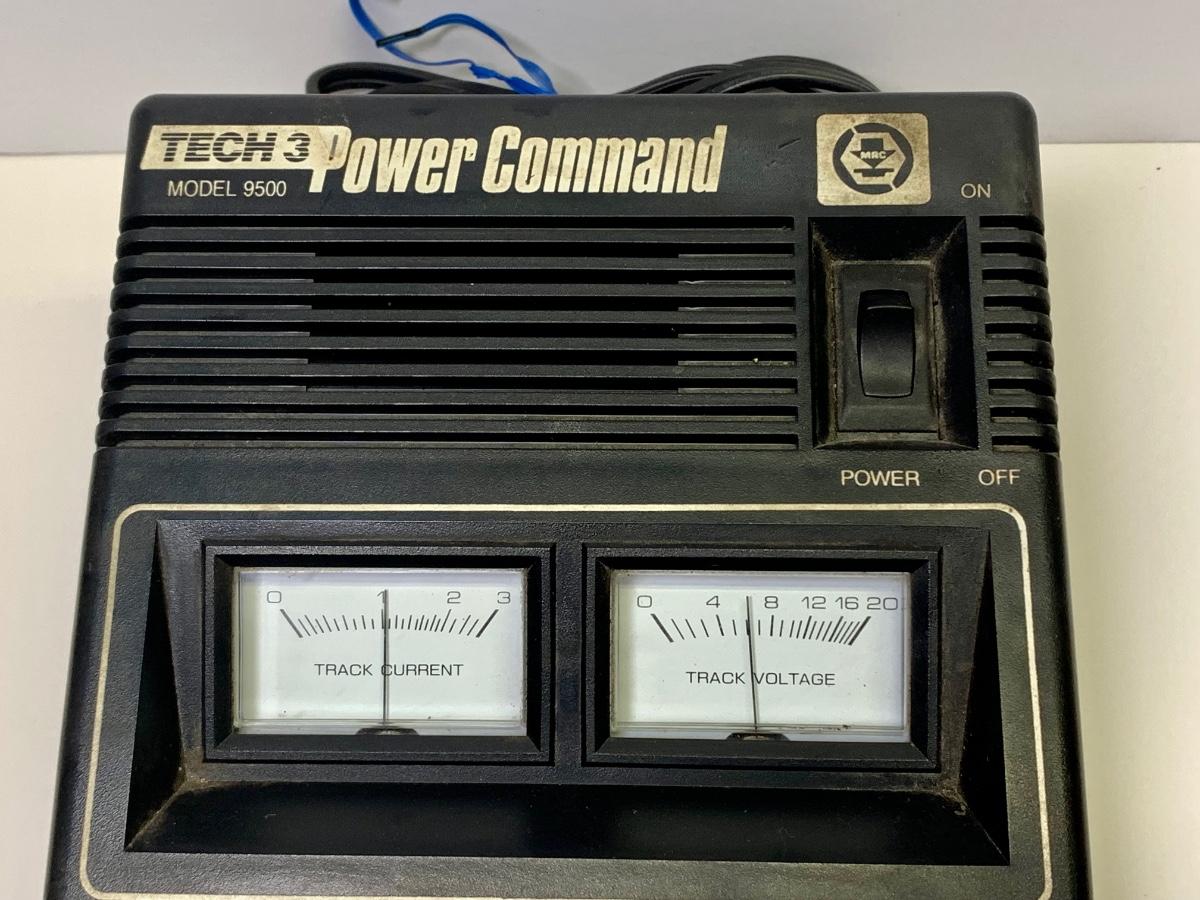 TECH 3 Power Command
MRC
MODEL 9500
ON
POWER OFF
0 1 2 3
TRACK CURRENT
0 4 8 12 16 20
TRACK VOLTAGE